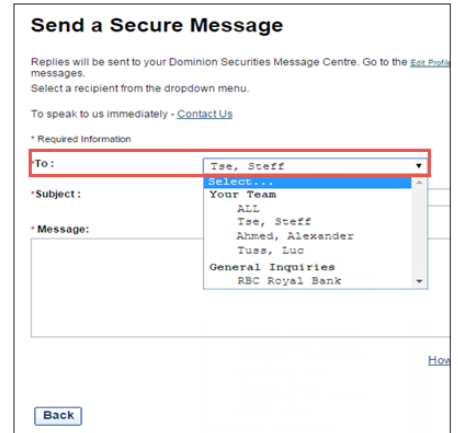 Send a Secure Message
Replies will be sent to your Dominion Securities Message Centre. Go to the Edit Profile
messages.
Select a recipient from the dropdown menu.
To speak to us immediately - Contact Us
* Required Information
*To :
Tse, Steff
Select...
*Subject :
Your Team
ALL
Tse, Steff
* Message:
Ahmed, Alexander
Tuss, Luc
General Inquiries
RBC Royal Bank
How
Back